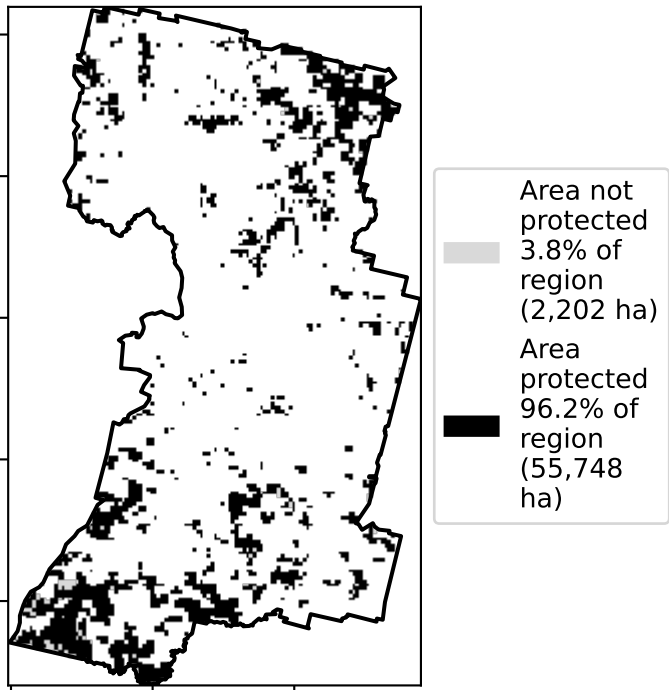 Area not
protected
3.8% of
region
(2,202 ha)
Area
protected
96.2% of
region
(55,748
ha)